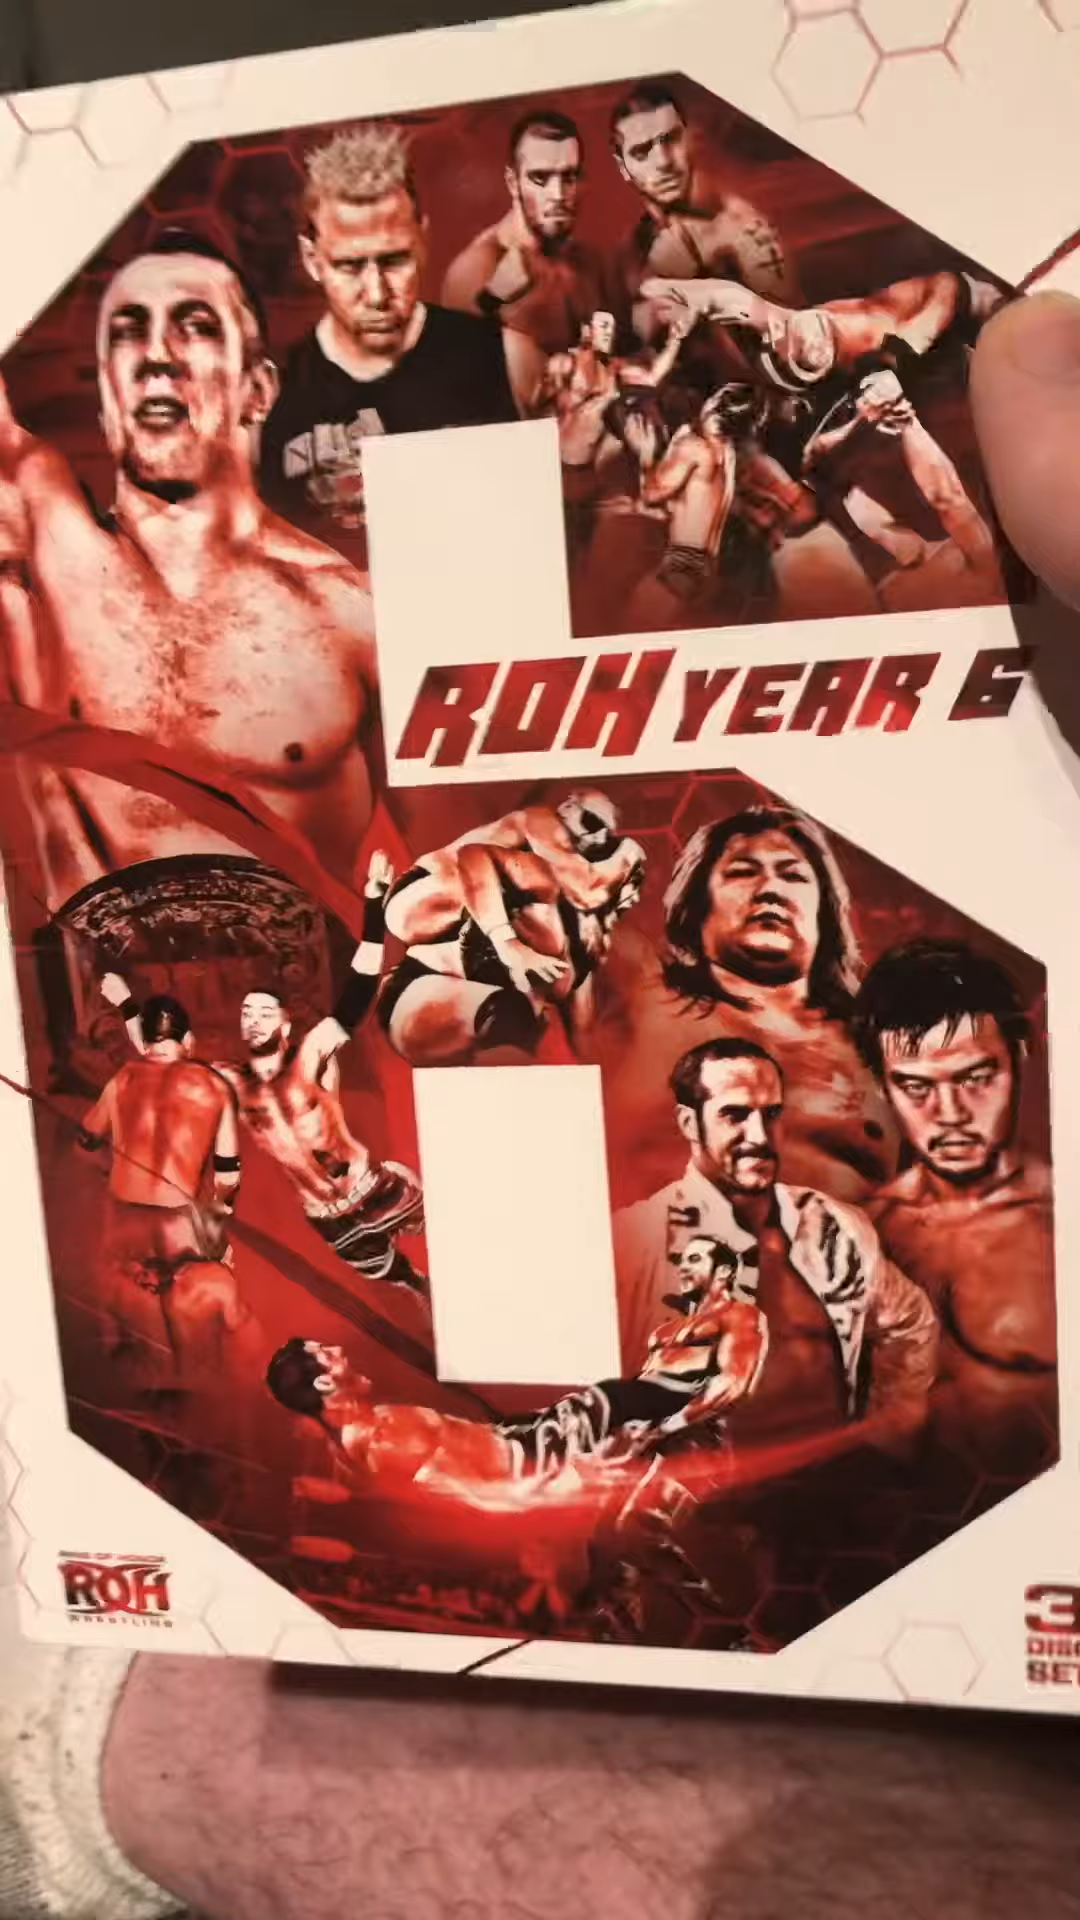 ROH YEAR 6
RING OF HONOR
ROH
WRESTLING
3
DISC
SET